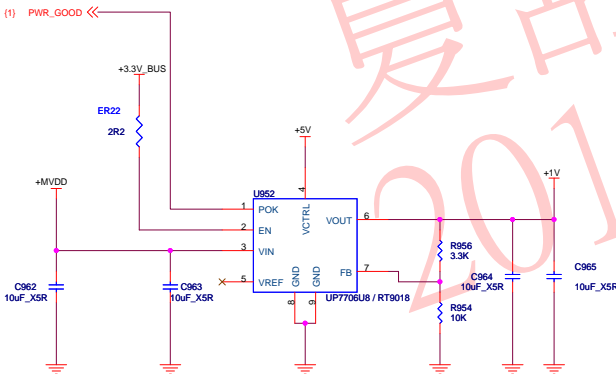 {1} PWR_GOOD
+3.3V_BUS
ER22
2R2
+5V
+MVDD
+1V
U952
1 POK
2 EN
3 VIN
5 VREF
4 VCTRL
VOUT 6
FB 7
GND 8
GND 9
UP7706U8 / RT9018
R956
3.3K
R954
10K
C962
10uF_X5R
C963
10uF_X5R
C964
10uF_X5R
C965
10uF_X5R
夏
201